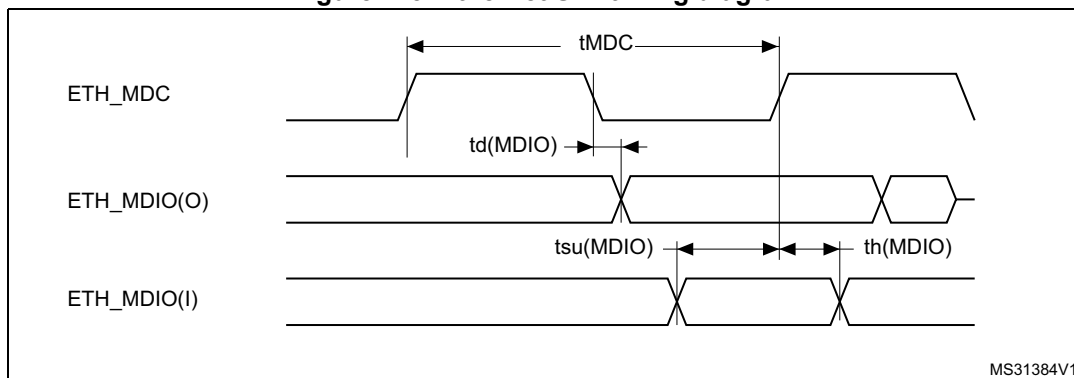 tMDC
ETH_MDC
td(MDIO)
ETH_MDIO(O)
tsu(MDIO) th(MDIO)
ETH_MDIO(I)
MS31384V1